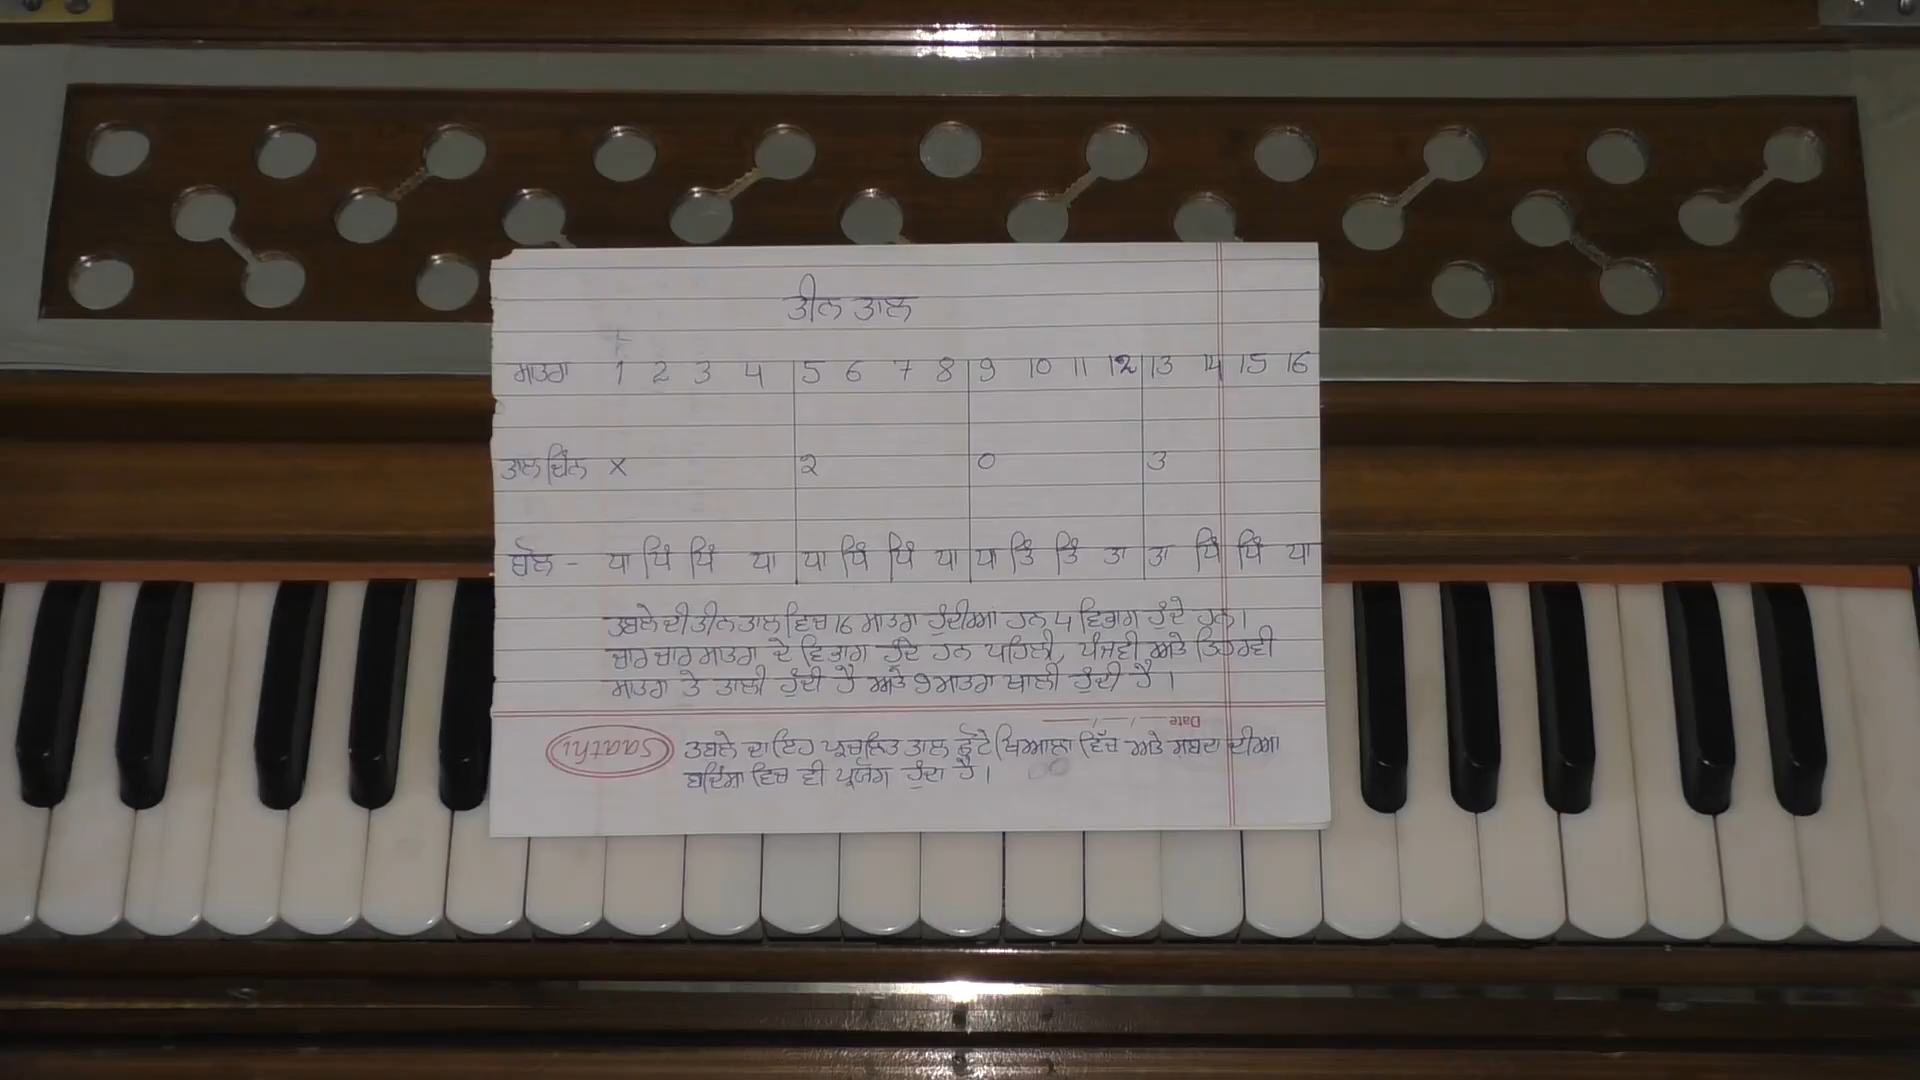 ਤੀਨ ਤਾਲ
ਮਾਤਰਾ 1 2 3 4 5 6 7 8 9 10 11 12 13 14 15 16
ਤਾਲ ਚਿੰਨ X 2 0 3
ਬੋਲ - ਧਾ ਧਿੰ ਧਿੰ ਧਾ ਧਾ ਧਿੰ ਧਿੰ ਧਾ ਧਾ ਤਿੰ ਤਿੰ ਤਾ ਤਾ ਧਿੰ ਧਿੰ ਧਾ
ਤਬਲੇ ਦੀ ਤੀਨ ਤਾਲ ਵਿਚ 16 ਮਾਤਰਾ ਹੁੰਦੀਆ ਹਨ 4 ਵਿਭਾਗ ਹੁੰਦੇ ਹਨ।
ਚਾਰ ਚਾਰ ਮਾਤਰਾ ਦੇ ਵਿਭਾਗ ਹੁੰਦੇ ਹਨ ਪਹਿਲੀ, ਪੰਜਵੀ ਅਤੇ ਤਿਹਰਵੀ
ਮਾਤਰਾ ਤੇ ਤਾਲੀ ਹੁੰਦੀ ਹੈ ਅਤੇ 9 ਮਾਤਰਾ ਖਾਲੀ ਹੁੰਦੀ ਹੈ।
Date
Saathi
ਤਬਲੇ ਦਾ ਇਹ ਪ੍ਰਚਲਿਤ ਤਾਲ ਛੋਟੇ ਖਿਆਲਾ ਵਿੱਚ ਅਤੇ ਸ਼ਬਦਾ ਦੀਆ
ਬਦਿੰਸਾ ਵਿਚ ਵੀ ਪ੍ਰਯੋਗ ਹੁੰਦਾ ਹੈ।